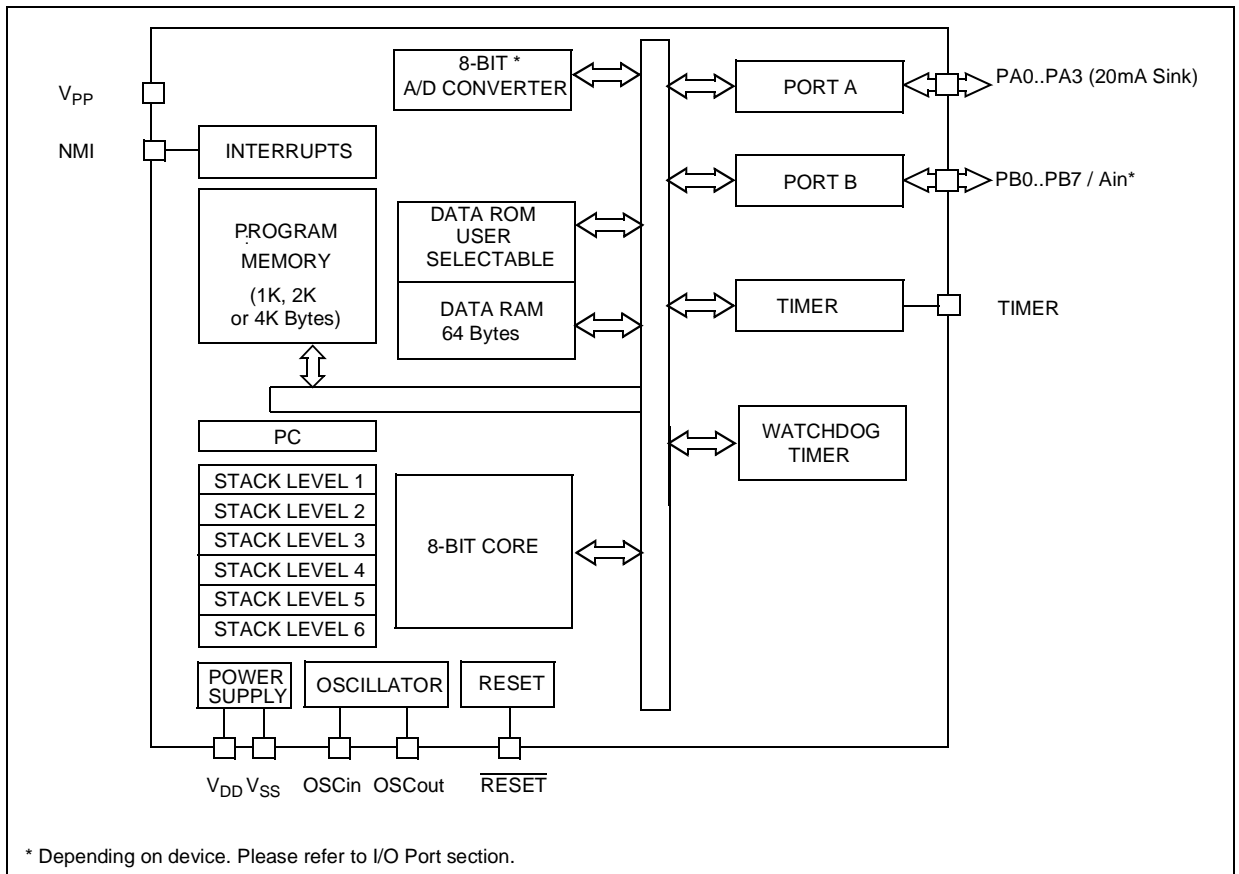 8-BIT *
A/D CONVERTER
PORT A
PA0..PA3 (20mA Sink)
VPP
NMI
INTERRUPTS
PORT B
PB0..PB7 / Ain*
PROGRAM
MEMORY
(1K, 2K
or 4K Bytes)
DATA ROM
USER
SELECTABLE
DATA RAM
64 Bytes
TIMER
TIMER
PC
WATCHDOG
TIMER
STACK LEVEL 1
STACK LEVEL 2
STACK LEVEL 3
STACK LEVEL 4
STACK LEVEL 5
STACK LEVEL 6
8-BIT CORE
POWER
SUPPLY
OSCILLATOR
RESET
VDD VSS
OSCin OSCout
RESET
* Depending on device. Please refer to I/O Port section.